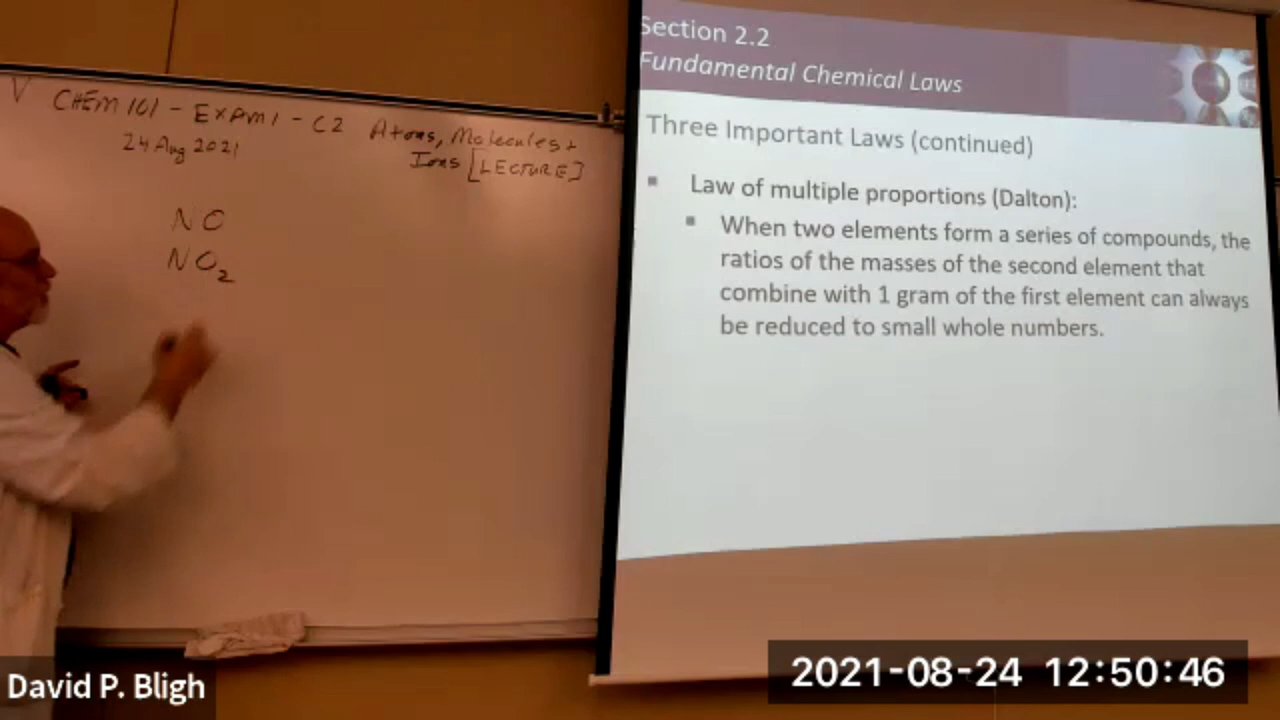 V CHEM 101 - EXAM 1 - C2
24 Aug 2021
Atoms, Molecules +
Ions [LECTURE]
NO
NO2
Section 2.2
Fundamental Chemical Laws
Three Important Laws (continued)
▪ Law of multiple proportions (Dalton):
▪ When two elements form a series of compounds, the
ratios of the masses of the second element that
combine with 1 gram of the first element can always
be reduced to small whole numbers.
David P. Bligh
2021-08-24 12:50:46